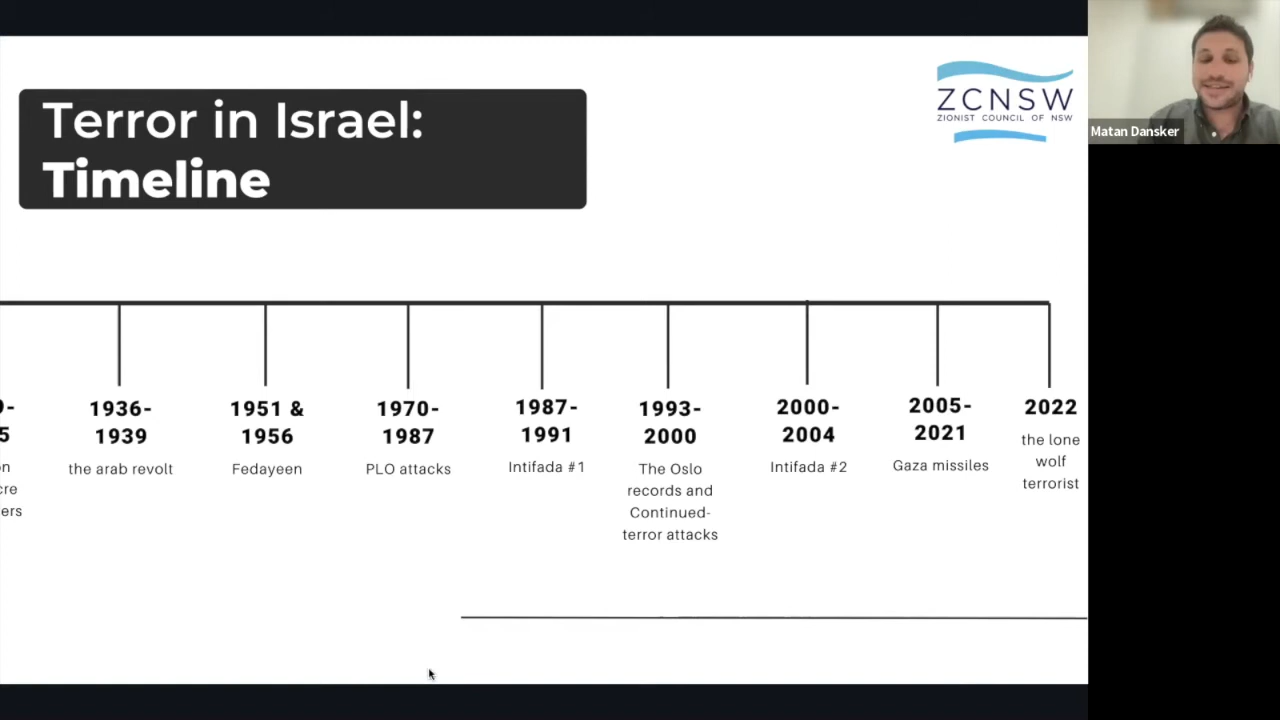 Terror in Israel:
Timeline
ZCNSW
ZIONIST COUNCIL OF NSW
Matan Dansker
1936-
1939
the arab revolt
1951 &
1956
Fedayeen
1970-
1987
PLO attacks
1987-
1991
Intifada #1
1993-
2000
The Oslo
records and
Continued-
terror attacks
2000-
2004
Intifada #2
2005-
2021
Gaza missiles
2022
the lone
wolf
terrorist